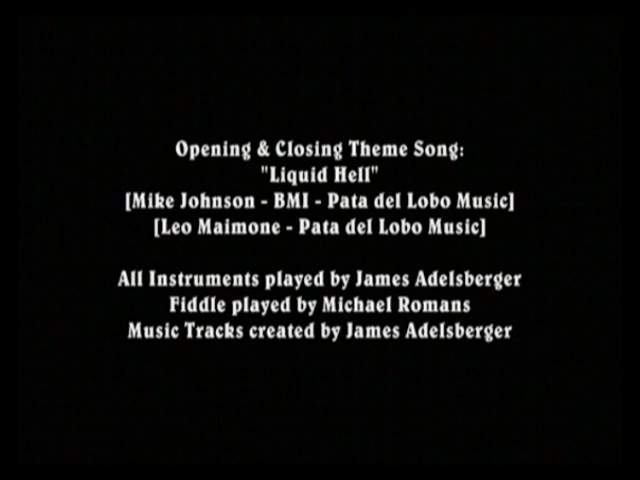 Opening & Closing Theme Song:
"Liquid Hell"
[Mike Johnson - BMI - Pata del Lobo Music]
[Leo Maimone - Pata del Lobo Music]
All Instruments played by James Adelsberger
Fiddle played by Michael Romans
Music Tracks created by James Adelsberger